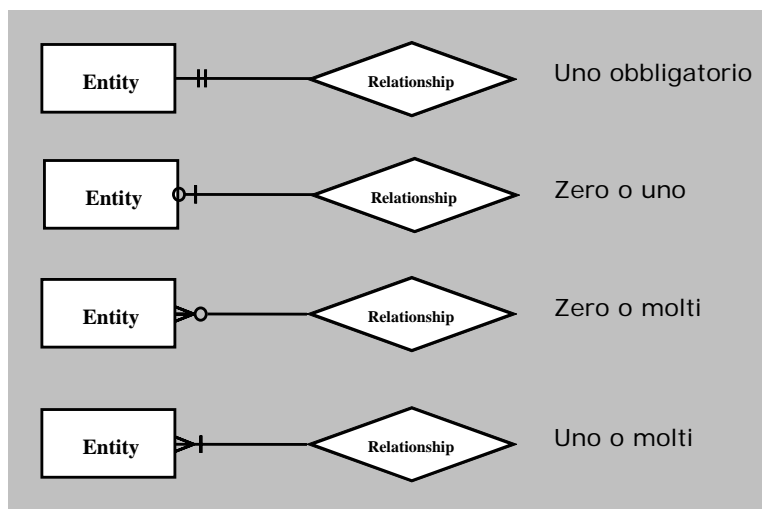 Entity Relationship Uno obbligatorio
Entity Relationship Zero o uno
Entity Relationship Zero o molti
Entity Relationship Uno o molti